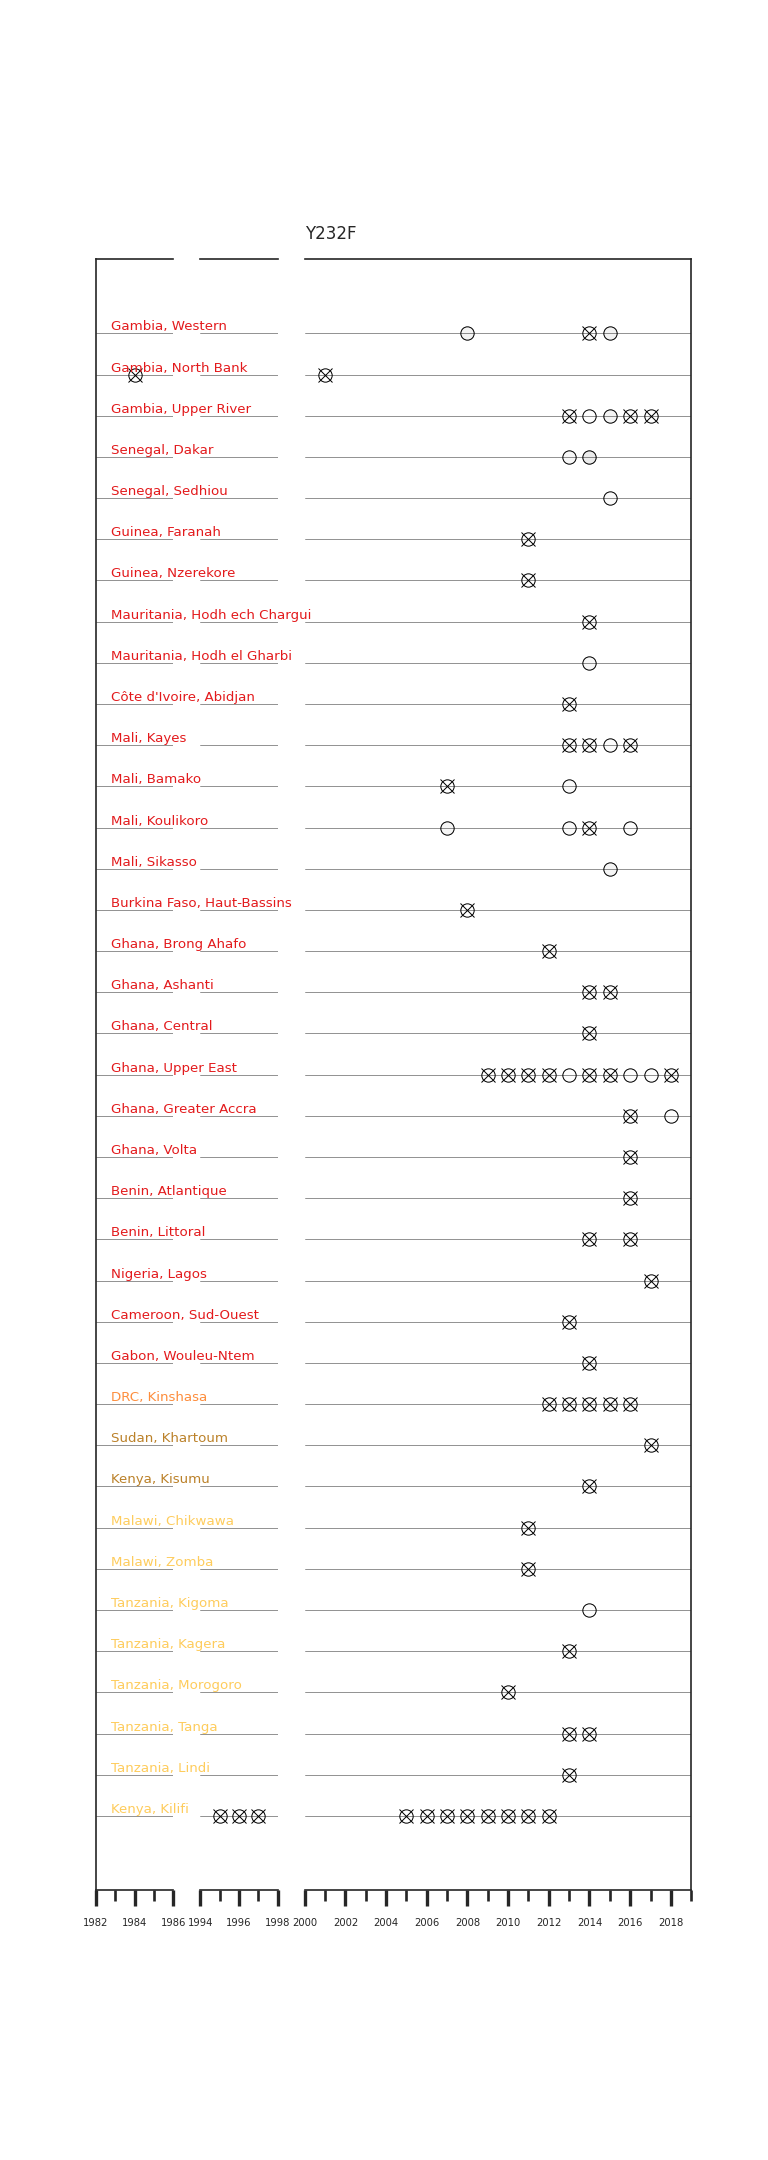 Y232F
Gambia, Western
Gambia, North Bank
Gambia, Upper River
Senegal, Dakar
Senegal, Sedhiou
Guinea, Faranah
Guinea, Nzerekore
Mauritania, Hodh ech Chargui
Mauritania, Hodh el Gharbi
Côte d'Ivoire, Abidjan
Mali, Kayes
Mali, Bamako
Mali, Koulikoro
Mali, Sikasso
Burkina Faso, Haut-Bassins
Ghana, Brong Ahafo
Ghana, Ashanti
Ghana, Central
Ghana, Upper East
Ghana, Greater Accra
Ghana, Volta
Benin, Atlantique
Benin, Littoral
Nigeria, Lagos
Cameroon, Sud-Ouest
Gabon, Wouleu-Ntem
DRC, Kinshasa
Sudan, Khartoum
Kenya, Kisumu
Malawi, Chikwawa
Malawi, Zomba
Tanzania, Kigoma
Tanzania, Kagera
Tanzania, Morogoro
Tanzania, Tanga
Tanzania, Lindi
Kenya, Kilifi
1982 1984 1986 1994 1996 1998 2000 2002 2004 2006 2008 2010 2012 2014 2016 2018